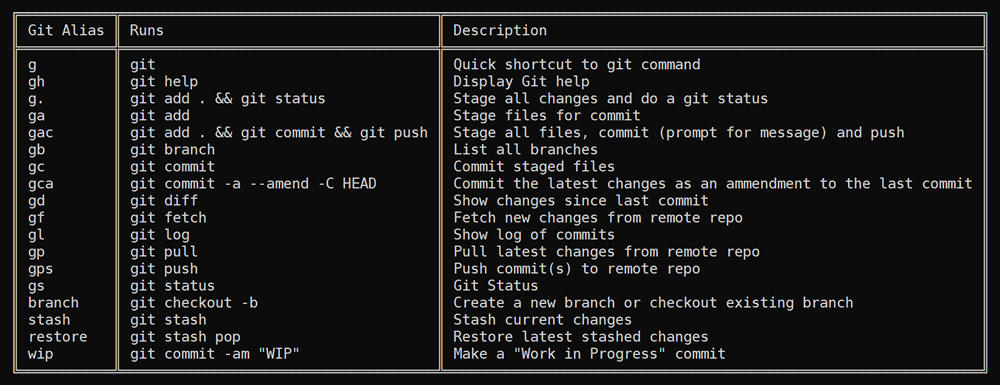 Git Alias Runs Description
g git Quick shortcut to git command
gh git help Display Git help
g. git add . && git status Stage all changes and do a git status
ga git add Stage files for commit
gac git add . && git commit && git push Stage all files, commit (prompt for message) and push
gb git branch List all branches
gc git commit Commit staged files
gca git commit -a --amend -C HEAD Commit the latest changes as an ammendment to the last commit
gd git diff Show changes since last commit
gf git fetch Fetch new changes from remote repo
gl git log Show log of commits
gp git pull Pull latest changes from remote repo
gps git push Push commit(s) to remote repo
gs git status Git Status
branch git checkout -b Create a new branch or checkout existing branch
stash git stash Stash current changes
restore git stash pop Restore latest stashed changes
wip git commit -am "WIP" Make a "Work in Progress" commit